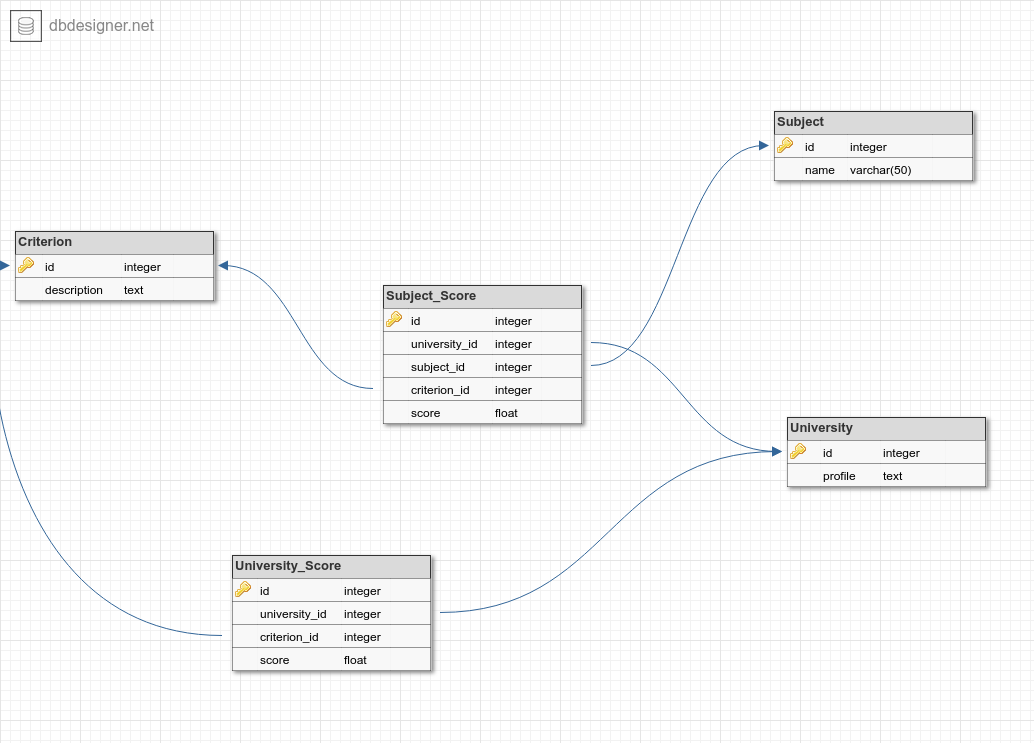 dbdesigner.net
Subject
id integer
name varchar(50)
Criterion
id integer
description text
Subject_Score
id integer
university_id integer
subject_id integer
criterion_id integer
score float
University
id integer
profile text
University_Score
id integer
university_id integer
criterion_id integer
score float